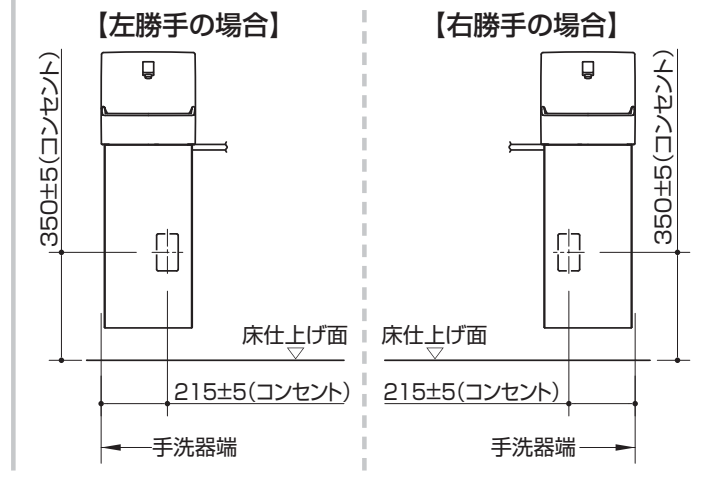 【左勝手の場合】
350±5(コンセント)
床仕上げ面
215±5(コンセント)
手洗器端
【右勝手の場合】
350±5(コンセント)
床仕上げ面
215±5(コンセント)
手洗器端